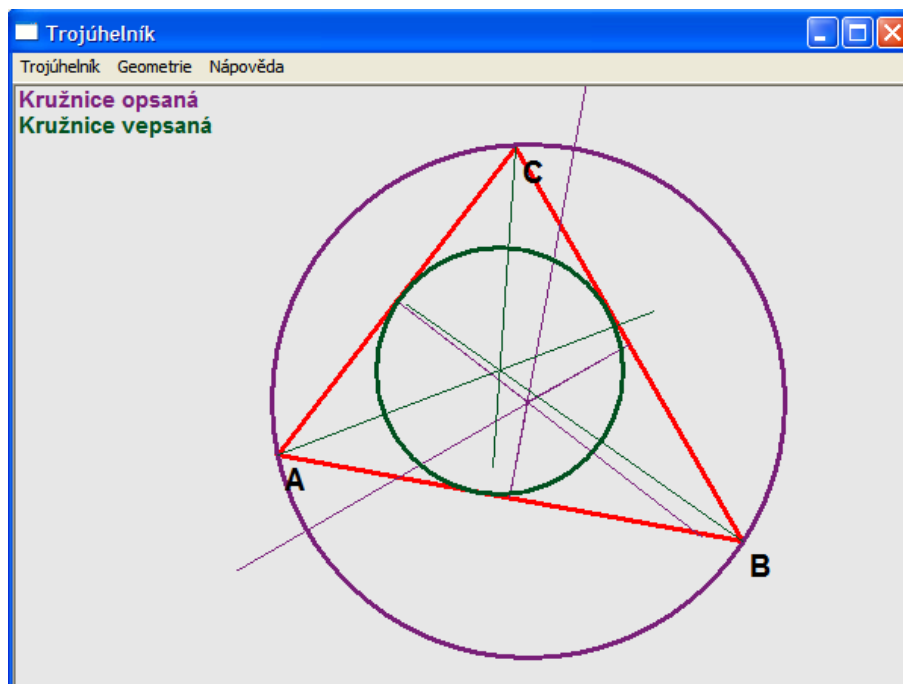 Trojúhelník
Trojúhelník Geometrie Nápověda
Kružnice opsaná
Kružnice vepsaná
C
A
B